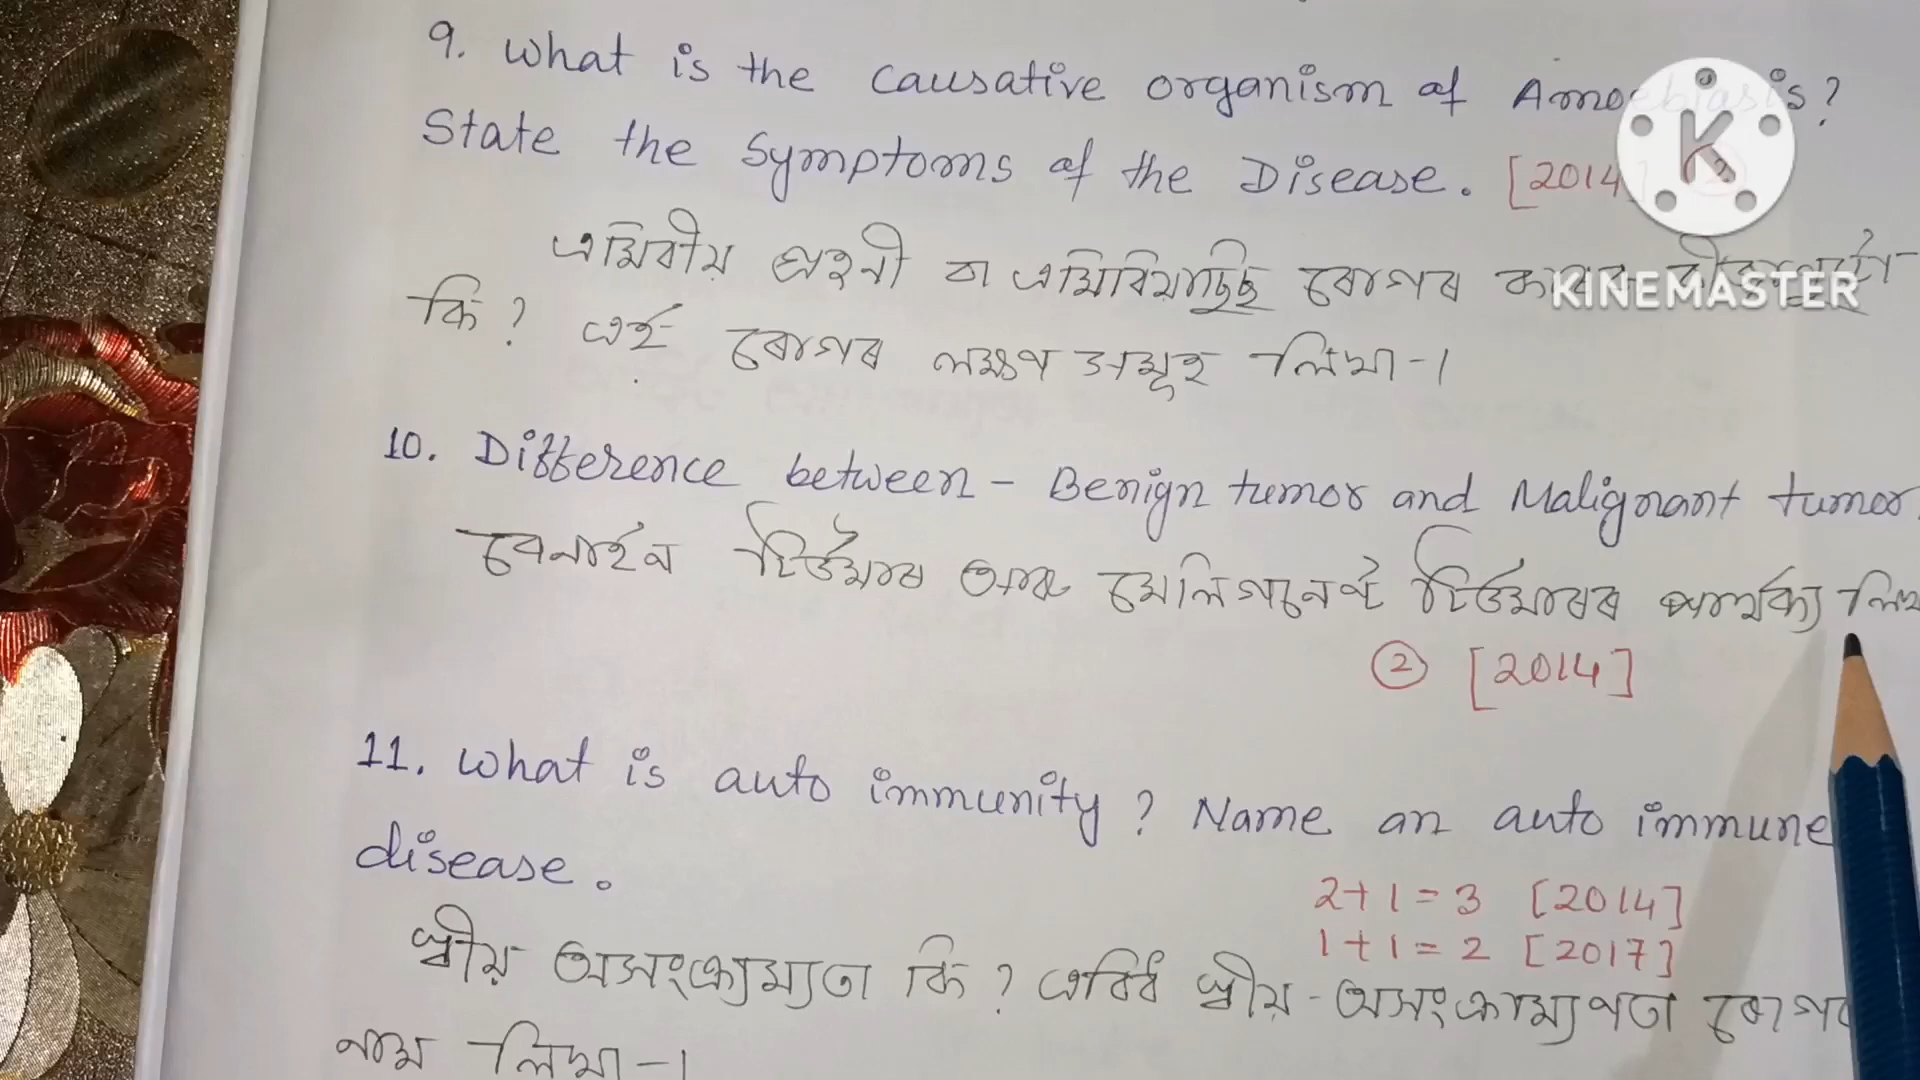 9. What is the causative organism of Amoebiasis?
State the Symptoms of the Disease. [2014]
এমিবীয় গ্ৰহনী বা এমিবিয়াচিচ ৰোগৰ কাৰক
কি? এই ৰোগৰ লক্ষণ সমূহ লিখা-।
10. Difference between - Benign tumor and Malignant tumor.
বেনাইন টিউমাৰ আৰু মেলিগনেণ্ট টিউমাৰৰ পাৰ্থক্য লিখা
② [2014]
11. What is auto immunity? Name an auto immune
disease.
2+1=3 [2014]
1+1=2 [2017]
স্বীয় অসংক্ৰাম্যতা কি? এবিধ স্বীয়-অসংক্ৰাম্যতা ৰোগৰ
নাম লিখা-।
K
KINEMASTER